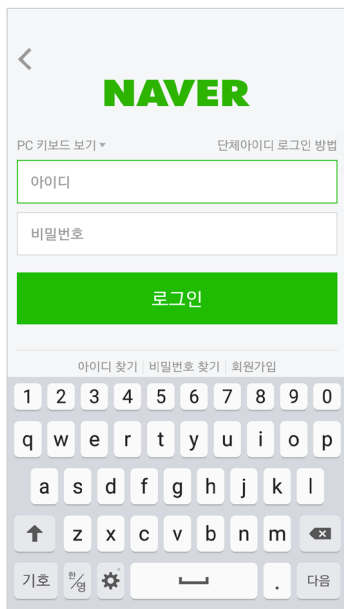 NAVER
PC 키보드 보기▾ 단체아이디 로그인 방법
아이디
비밀번호
로그인
아이디 찾기 | 비밀번호 찾기 | 회원가입
1 2 3 4 5 6 7 8 9 0
q w e r t y u i o p
a s d f g h j k l
z x c v b n m
기호 한/영 . 다음